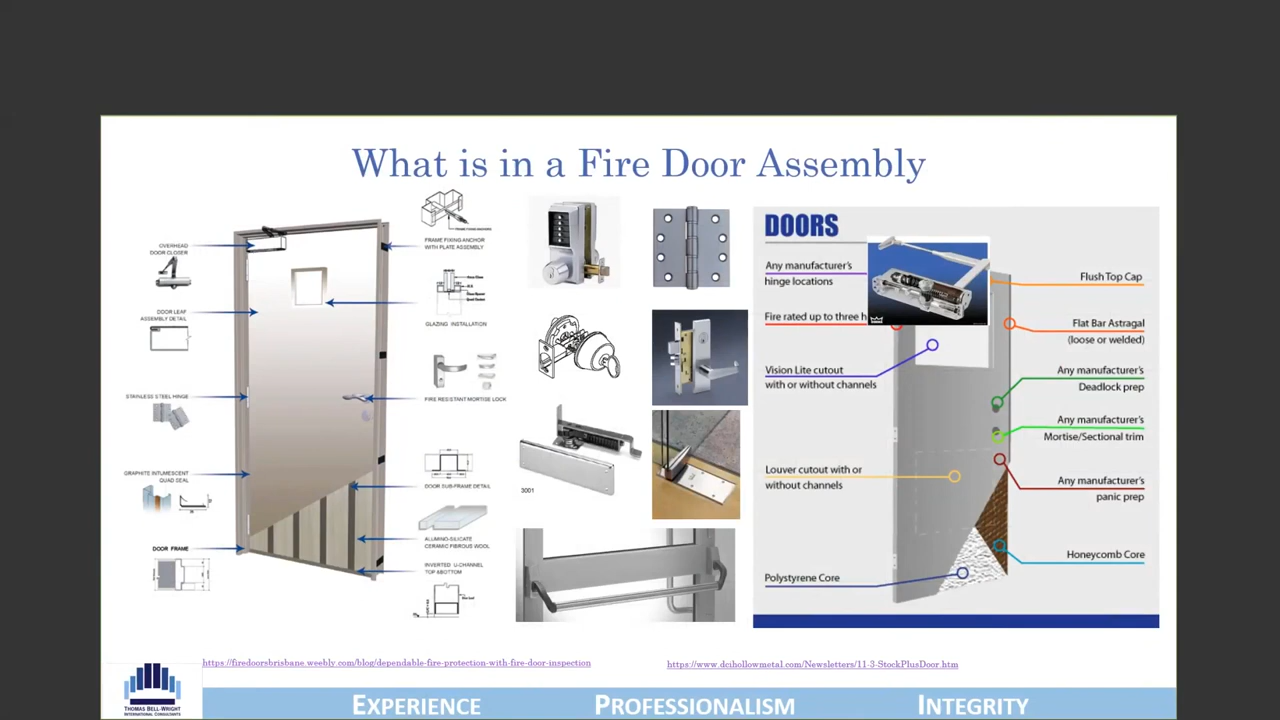 What is in a Fire Door Assembly
OVERHEAD
DOOR CLOSER
DOOR LEAF
ASSEMBLY DETAIL
STAINLESS STEEL HINGE
GRAPHITE INTUMESCENT
QUAD SEAL
DOOR FRAME
FRAME FIXING ANCHOR
WITH PLATE ASSEMBLY
GLAZING INSTALLATION
FIRE RESISTANT MORTISE LOCK
DOOR SUB-FRAME DETAIL
ALUMINO-SILICATE
CERAMIC FIBROUS WOOL
INVERTED U-CHANNEL
TOP &BOTTOM
3001
DOORS
Any manufacturer's
hinge locations
Fire rated up to three h
Vision Lite cutout
with or without channels
Louver cutout with or
without channels
Polystyrene Core
Flush Top Cap
Flat Bar Astragal
(loose or welded)
Any manufacturer's
Deadlock prep
Any manufacturer's
Mortise/Sectional trim
Any manufacturer's
panic prep
Honeycomb Core
https://firedoorsbrisbane.weebly.com/blog/dependable-fire-protection-with-fire-door-inspection
https://www.dcihollowmetal.com/Newsletters/11-3-StockPlusDoor.htm
THOMAS BELL-WRIGHT
INTERNATIONAL CONSULTANTS
EXPERIENCE
PROFESSIONALISM
INTEGRITY